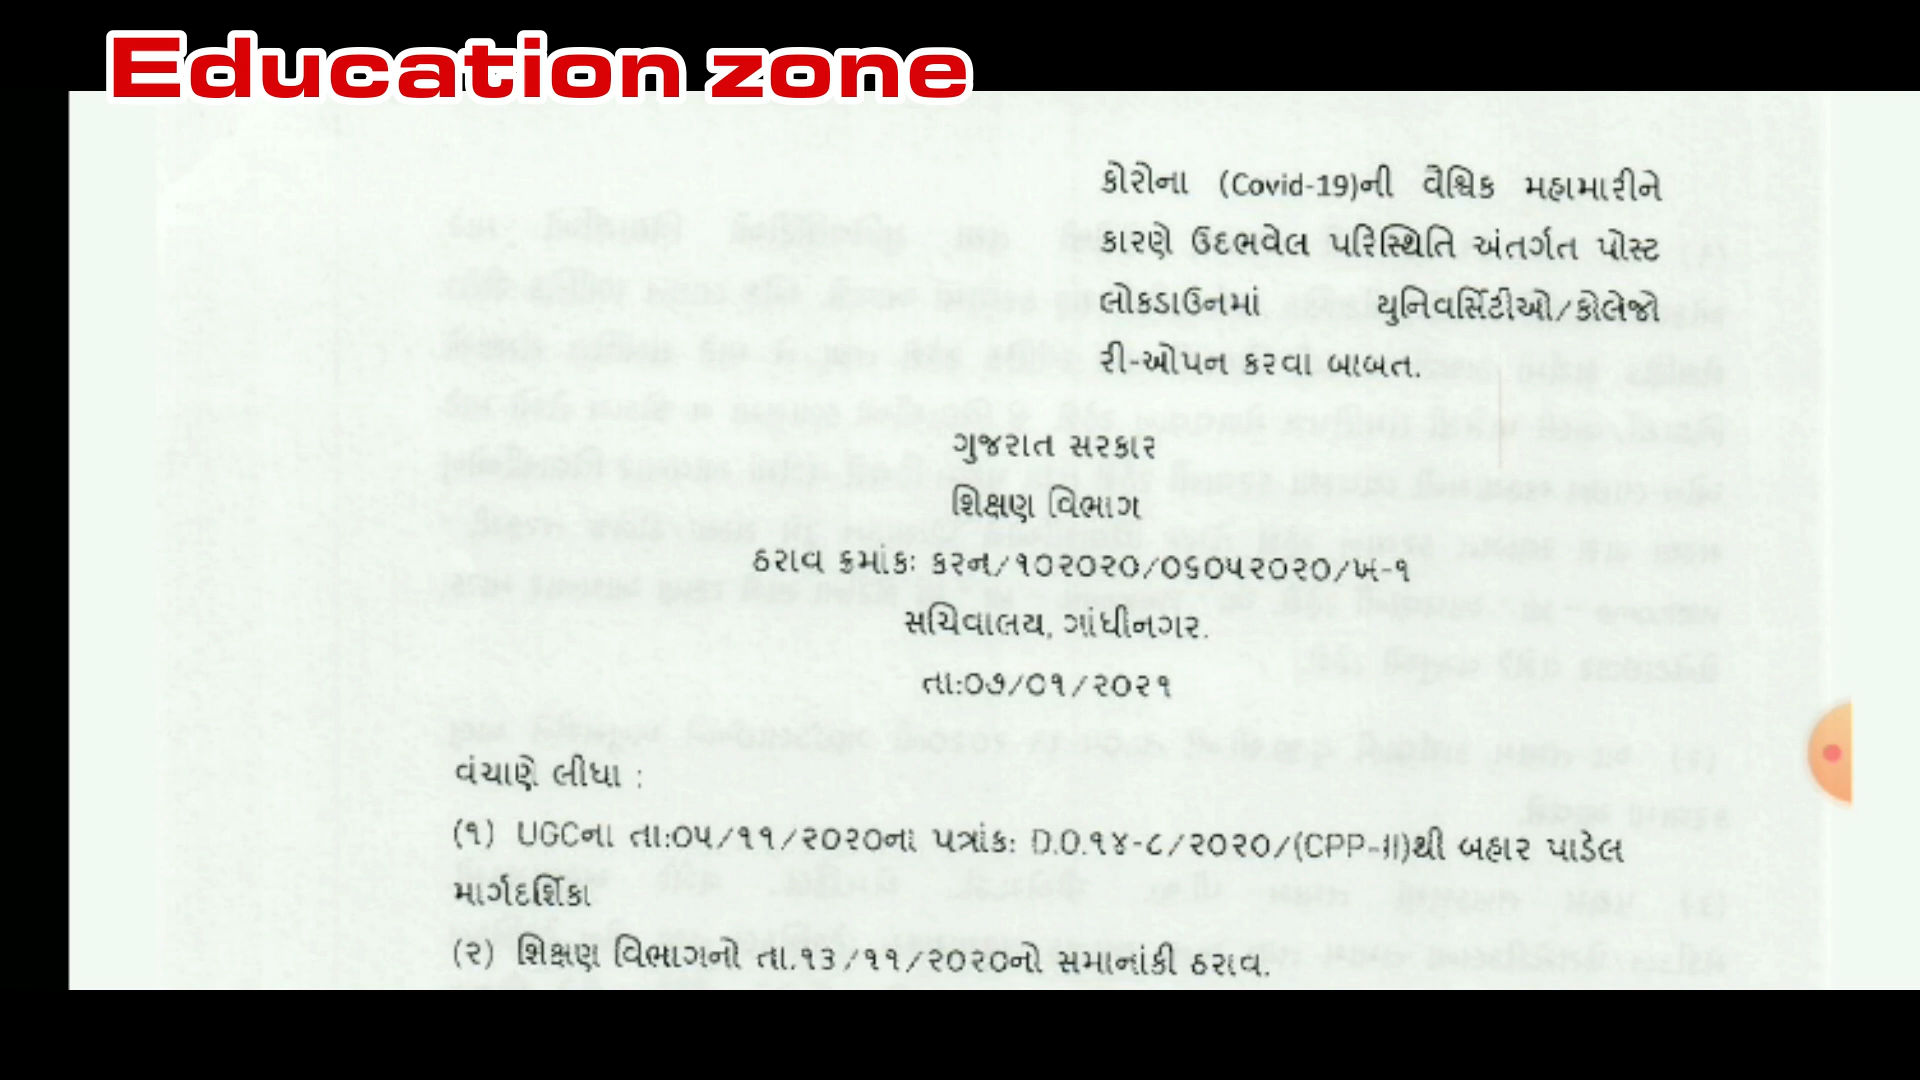 Education zone
કોરોના (Covid-19)ની વૈશ્વિક મહામારીને
કારણે ઉદભવેલ પરિસ્થિતિ અંતર્ગત પોસ્ટ
લોકડાઉનમાં યુનિવર્સિટીઓ/કોલેજો
રી-ઓપન કરવા બાબત.
ગુજરાત સરકાર
શિક્ષણ વિભાગ
ઠરાવ ક્રમાંકઃ કરન/૧૦૨૦૨૦/૦૬૦૫૨૦૨૦/ખ-૧
સચિવાલય, ગાંધીનગર.
તા:૦૭/૦૧/૨૦૨૧
વંચાણે લીધા :
(૧) UGCના તા:૦૫/૧૧/૨૦૨૦ના પત્રાંક: D.O.૧૪-૮/૨૦૨૦/(CPP-II)થી બહાર પાડેલ
માર્ગદર્શિકા
(૨) શિક્ષણ વિભાગનો તા.૧૩/૧૧/૨૦૨૦નો સમાનાંકી ઠરાવ.